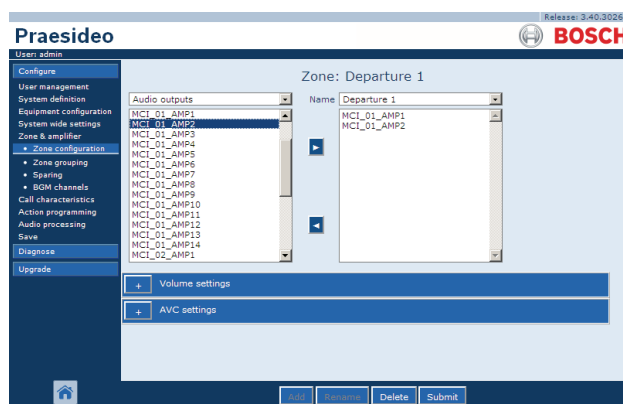 Release: 3.40.3026
Praesideo
BOSCH
User: admin
Configure
User management
System definition
Equipment configuration
System wide settings
Zone & amplifier
• Zone configuration
• Zone grouping
• Sparing
• BGM channels
Call characteristics
Action programming
Audio processing
Save
Diagnose
Upgrade
Zone: Departure 1
Audio outputs
MCI_01_AMP1
MCI_01_AMP2
MCI_01_AMP3
MCI_01_AMP4
MCI_01_AMP5
MCI_01_AMP6
MCI_01_AMP7
MCI_01_AMP8
MCI_01_AMP9
MCI_01_AMP10
MCI_01_AMP11
MCI_01_AMP12
MCI_01_AMP13
MCI_01_AMP14
MCI_02_AMP1
Name Departure 1
MCI_01_AMP1
MCI_01_AMP2
+ Volume settings
+ AVC settings
Add Rename Delete Submit